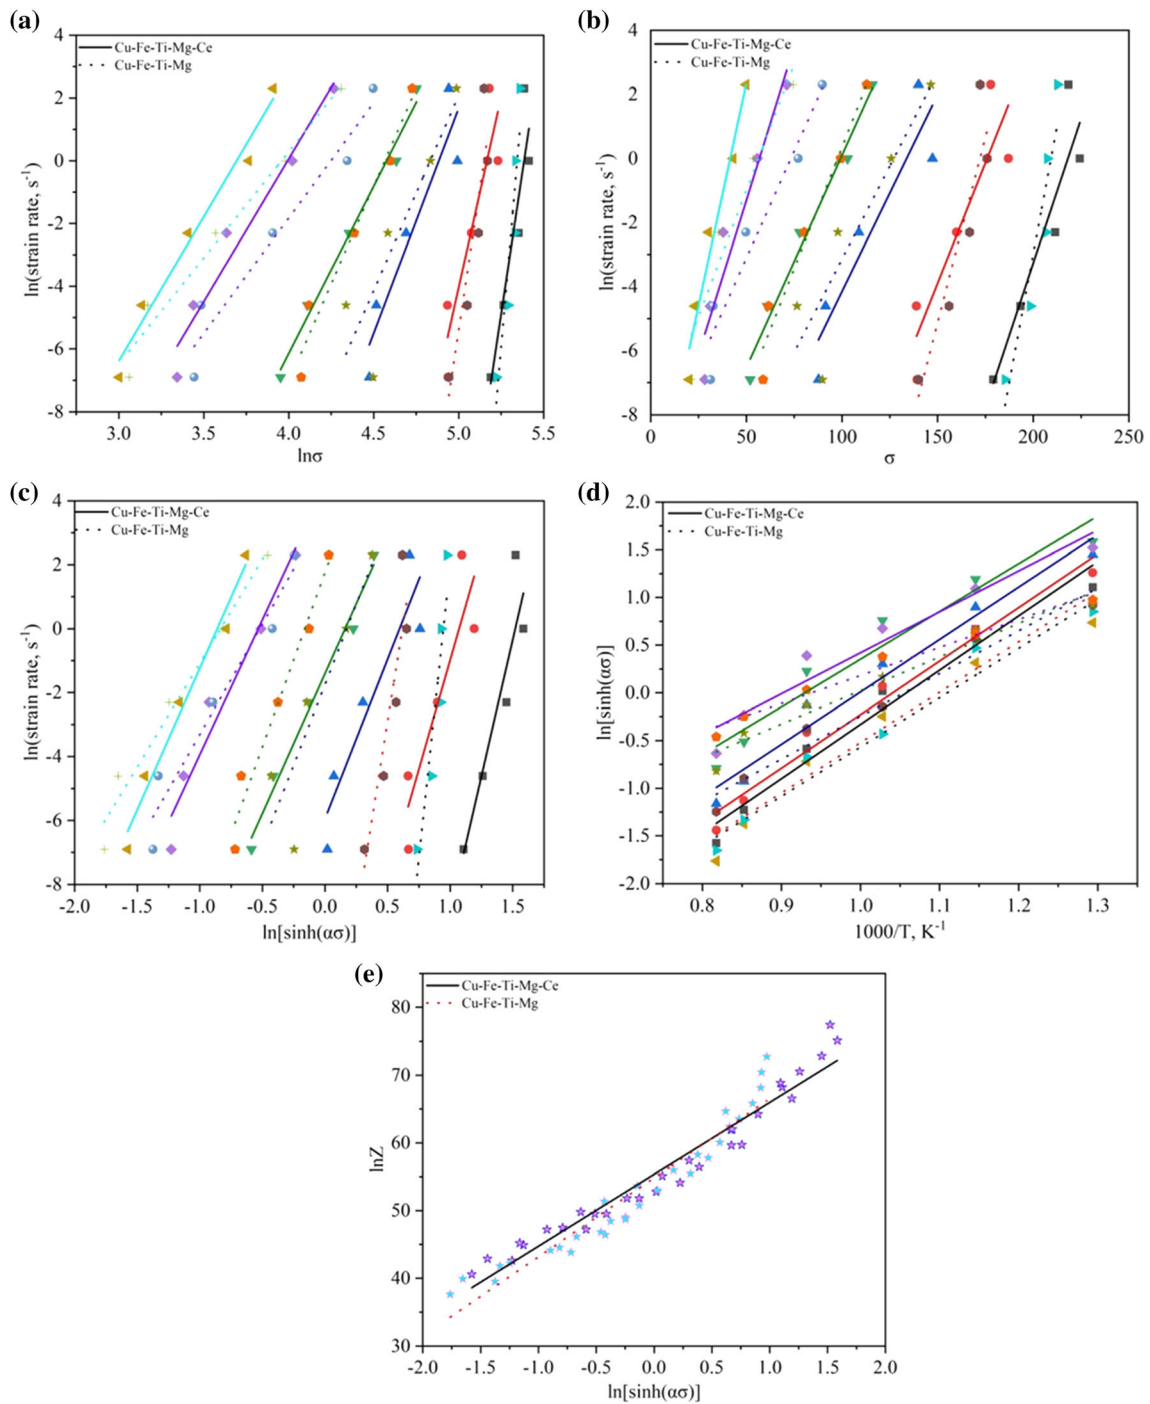 (a)
4
2
0
-2
-4
-6
-8
ln(strain rate, s⁻¹)
Cu-Fe-Ti-Mg-Ce
Cu-Fe-Ti-Mg
3.0 3.5 4.0 4.5 5.0 5.5
lnσ
(b)
4
2
0
-2
-4
-6
-8
ln(strain rate, s⁻¹)
Cu-Fe-Ti-Mg-Ce
Cu-Fe-Ti-Mg
0 50 100 150 200 250
σ
(c)
4
2
0
-2
-4
-6
-8
ln(strain rate, s⁻¹)
Cu-Fe-Ti-Mg-Ce
Cu-Fe-Ti-Mg
-2.0 -1.5 -1.0 -0.5 0.0 0.5 1.0 1.5
ln[sinh(ασ)]
(d)
2.0
1.5
1.0
0.5
0.0
-0.5
-1.0
-1.5
-2.0
ln[sinh(ασ)]
Cu-Fe-Ti-Mg-Ce
Cu-Fe-Ti-Mg
0.8 0.9 1.0 1.1 1.2 1.3
1000/T, K⁻¹
(e)
80
70
60
50
40
30
lnZ
Cu-Fe-Ti-Mg-Ce
Cu-Fe-Ti-Mg
-2.0 -1.5 -1.0 -0.5 0.0 0.5 1.0 1.5 2.0
ln[sinh(ασ)]